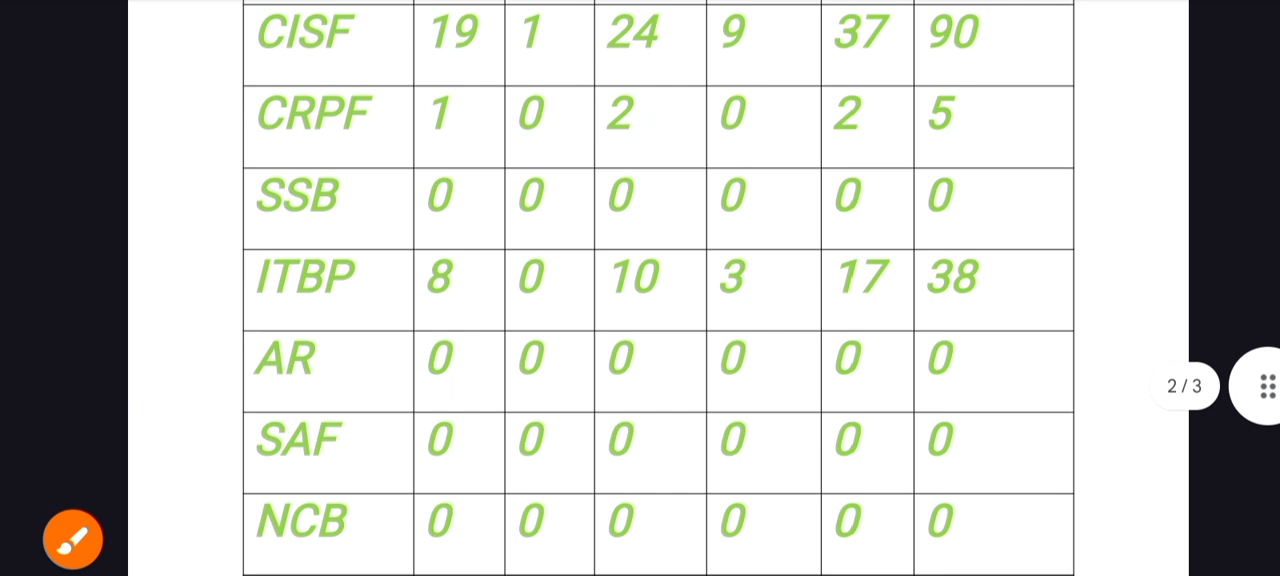 CISF 19 1 24 9 37 90
CRPF 1 0 2 0 2 5
SSB 0 0 0 0 0 0
ITBP 8 0 10 3 17 38
AR 0 0 0 0 0 0
2 / 3
SAF 0 0 0 0 0 0
NCB 0 0 0 0 0 0